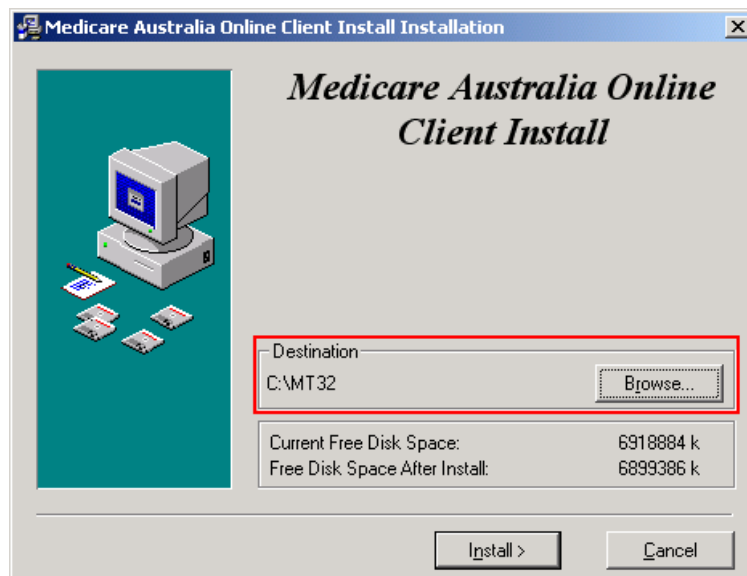 Medicare Australia Online Client Install Installation
Medicare Australia Online
Client Install
Destination
C:\MT32
Browse...
Current Free Disk Space: 6918884 k
Free Disk Space After Install: 6899386 k
Install >
Cancel